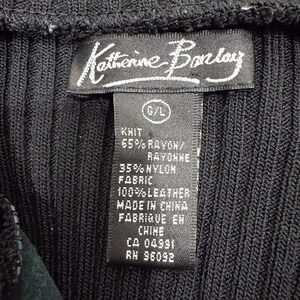 Katherine Barclay
G/L
KNIT
65% RAYON/
RAYONNE
35% NYLON
FABRIC
100% LEATHER
MADE IN CHINA
FABRIQUE EN
CHINE
CA 04991
RN 96092